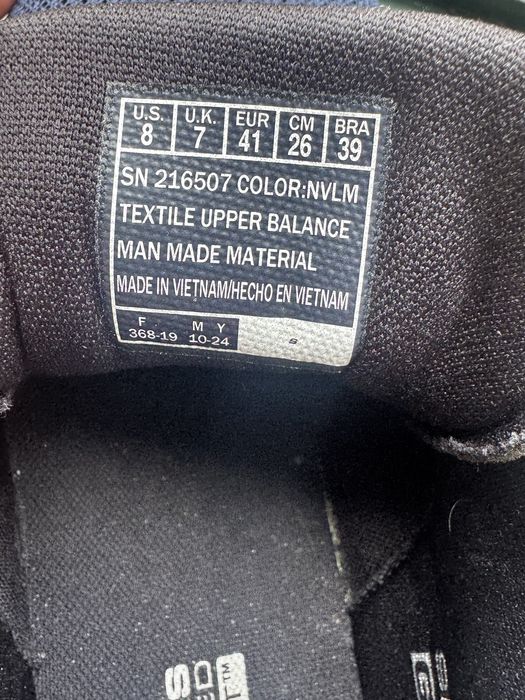 U.S. U.K. EUR CM BRA
8 7 41 26 39
SN 216507 COLOR:NVLM
TEXTILE UPPER BALANCE
MAN MADE MATERIAL
MADE IN VIETNAM/HECHO EN VIETNAM
F M Y
368-19 10-24